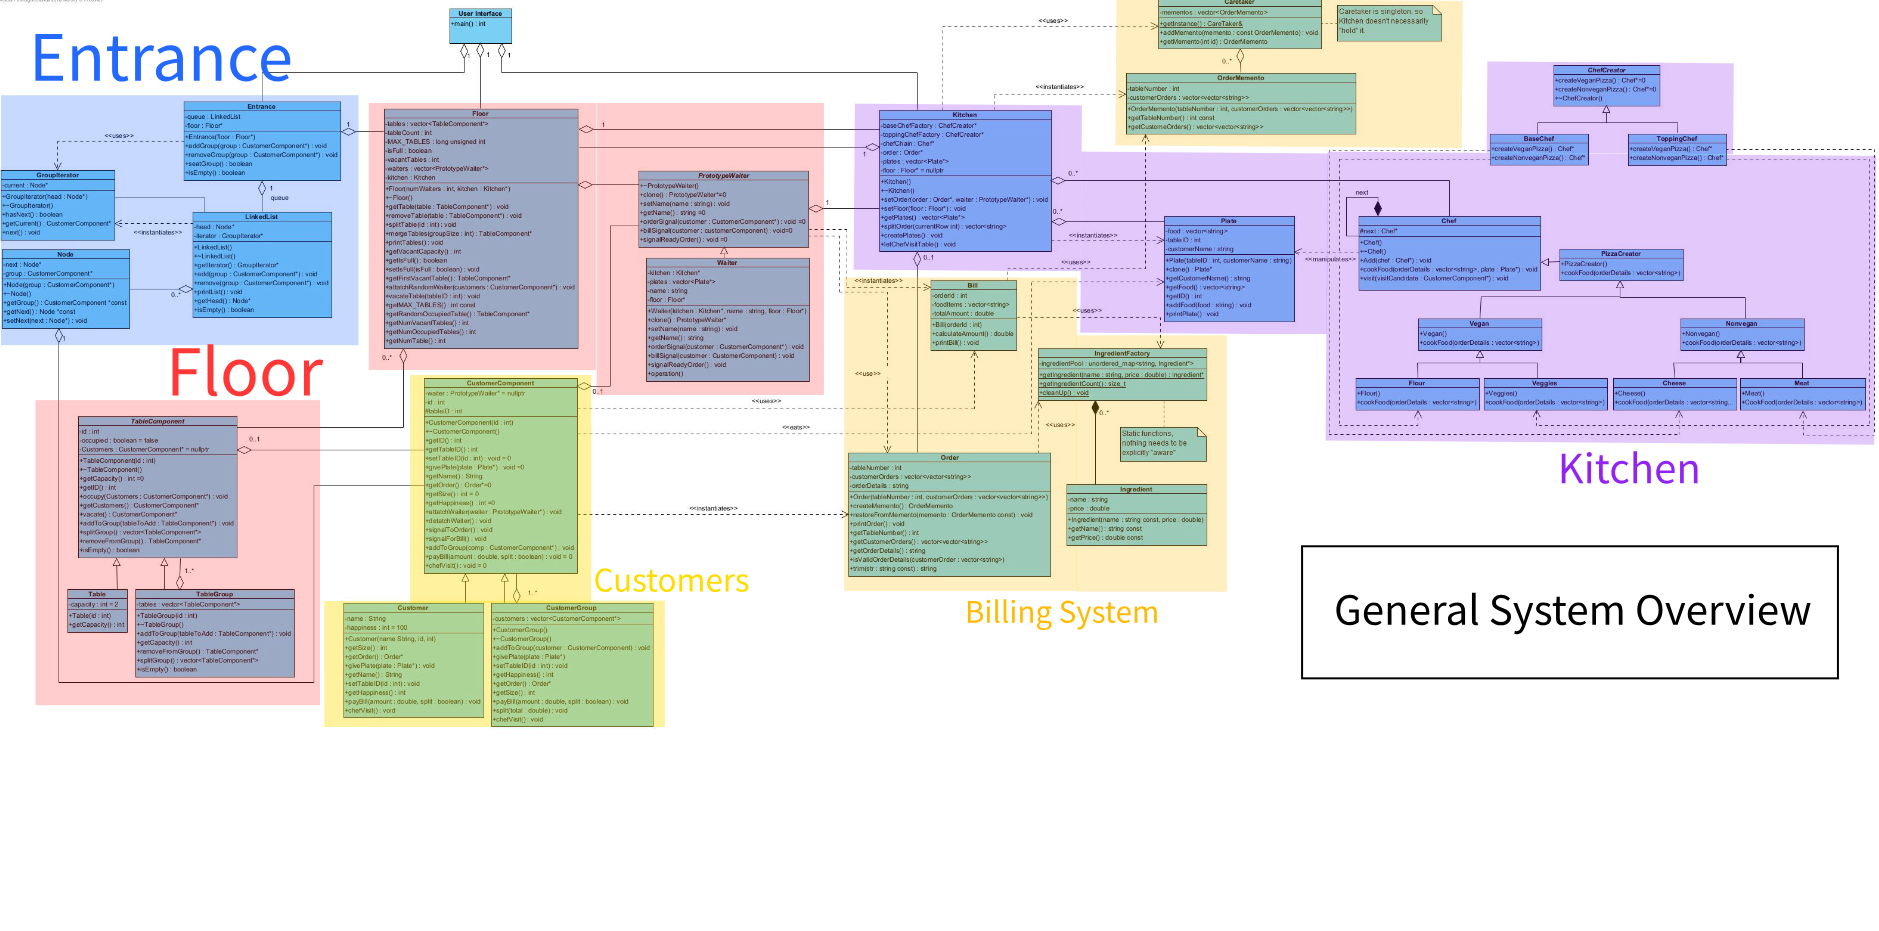 User Interface
+main() : int
1
1
1
Entrance
Entrance
-queue : LinkedList
-floor : Floor*
+Entrance(floor : Floor*)
+addGroup(group : CustomerComponent*) : void
+removeGroup(group : CustomerComponent*) : void
+seatGroup() : boolean
+isEmpty() : boolean
<<uses>>
1
1
queue
GroupIterator
-current : Node*
+GroupIterator(head : Node*)
+~GroupIterator()
+hasNext() : boolean
+getCurrent() : CustomerComponent*
+next() : void
<<instantiates>>
LinkedList
-head : Node*
-iterator : GroupIterator*
+LinkedList()
+~LinkedList()
+getIterator() : GroupIterator*
+add(group : CustomerComponent*) : void
+remove(group : CustomerComponent*) : void
+printList() : void
+getHead() : Node*
+isEmpty() : boolean
Node
-next : Node*
-group : CustomerComponent*
+Node(group : CustomerComponent*)
+~Node()
+getGroup() : CustomerComponent *const
+getNext() : Node *const
+setNext(next : Node*) : void
0..*
1
Floor
Floor
-tables : vector<TableComponent*>
-tableCount : int
-MAX_TABLES : long unsigned int
-isFull : boolean
-vacantTables : int
-waiters : vector<PrototypeWaiter*>
-kitchen : Kitchen
+Floor(numWaiters : int, kitchen : Kitchen*)
+~Floor()
+getTable(table : TableComponent*) : void
+removeTable(table : TableComponent*) : void
+splitTable(id : int) : void
+mergeTables(groupSize : int) : TableComponent*
+printTables() : void
+getVacantCapacity() : int
+getIsFull() : boolean
+setIsFull(isFull : boolean) : void
+getFirstVacantTable() : TableComponent*
+attatchRandomWaiter(customers : CustomerComponent*) : void
+vacateTable(tableID : int) : void
+getMAX_TABLES() : int const
+getRandomOccupiedTable() : TableComponent*
+getNumVacantTables() : int
+getNumOccupiedTables() : int
+getNumTable() : int
0..*
1
1
1
PrototypeWaiter
+~PrototypeWaiter()
+clone() : PrototypeWaiter*=0
+setName(name : string) : void
+getName() : string =0
+orderSignal(customer : CustomerComponent*) : void =0
+billSignal(customer : customerComponent) : void=0
+signalReadyOrder() : void =0
Waiter
-kitchen : Kitchen*
-plates : vector<Plate*>
-name : string
-floor : Floor*
+Waiter(kitchen : Kitchen*, name : string, floor : Floor*)
+clone() : PrototypeWaiter*
+setName(name : string) : void
+getName() : string
+orderSignal(customer : CustomerComponent*) : void
+billSignal(customer : CustomerComponent*) : void
+signalReadyOrder() : void
+operation()
0..1
TableComponent
-id : int
-occupied : boolean = false
-Customers : CustomerComponent* = nullptr
+TableComponent(id : int)
+~TableComponent()
+getCapacity() : int =0
+getID() : int
+occupy(Customers : CustomerComponent*) : void
+getCustomers() : CustomerComponent*
+vacate() : CustomerComponent*
+addToGroup(tableToAdd : TableComponent*) : void
+splitGroup() : vector<TableComponent*
+removeFromGroup() : TableComponent*
+isEmpty() : boolean
0..1
1..*
Table
-capacity : int = 2
+Table(id : int)
+getCapacity() : int
TableGroup
-tables : vector<TableComponent*>
+TableGroup(id : int)
+~TableGroup()
+addToGroup(tableToAdd : TableComponent*) : void
+getCapacity() : int
+removeFromGroup() : TableComponent*
+splitGroup() : vector<TableComponent*>
+isEmpty() : boolean
CustomerComponent
-waiter : PrototypeWaiter* = nullptr
-id : int
#tableID : int
+CustomerComponent(id : int)
+~CustomerComponent()
+getID() : int
+getTableID() : int
+setTableID(id : int) : void = 0
+givePlate(plate : Plate*) : void =0
+getName() : String
+getOrder() : Order*=0
+getSize() : int = 0
+getHappiness() : int =0
+attatchWaiter(waiter : PrototypeWaiter*) : void
+detatchWaiter() : void
+signalToOrder() : void
+signalForBill() : void
+addToGroup(comp : CustomerComponent*) : void
+payBill(amount : double, split : boolean) : void = 0
+chefVisit() : void = 0
1..*
Customers
Customer
-name : String
-happiness : int = 100
+Customer(name String, id, int)
+getSize() : int
+getOrder() : Order*
+givePlate(plate : Plate*) : void
+getName() : String
+setTableID(id : int) : void
+getHappiness() : int
+payBill(amount : double, split : boolean) : void
+chefVisit() : void
CustomerGroup
-customers : vector<CustomerComponent*>
+CustomerGroup()
+~CustomerGroup()
+addToGroup(customer : CustomerComponent) : void
+givePlate(plate : Plate*)
+setTableID(id : int) : void
+getHappiness() : int
+getOrder() : Order*
+getSize() : int
+payBill(amount : double, split : boolean) : void
+split(total : double) : void
+chefVisit() : void
<<uses>>
<<eats>>
<<instantiates>>
Kitchen
-baseChefFactory : ChefCreator*
-toppingChefFactory : ChefCreator*
-chefChain : Chef*
-order : Order*
-plates : vector<Plate*>
-floor : Floor* = nullptr
+Kitchen()
+~Kitchen()
+setOrder(order : Order*, waiter : PrototypeWaiter*) : void
+setFloor(floor : Floor*) : void
+getPlates() : vector<Plate*>
+splitOrder(currentRow int) : vector<string>
+createPlates() : void
+letChefVisitTable() : void
0..*
0..*
0..1
<<uses>>
<<instantiates>>
<<instantiates>>
<<uses>>
Caretaker
-mementos : vector<OrderMemento>
+getInstance() : CareTaker&
+addMemento(memento : const OrderMemento) : void
+getMemento(int id) : OrderMemento
Caretaker is singleton, so
Kitchen doesn't necessarily
"hold" it.
0..*
OrderMemento
-tableNumber : int
-customerOrders : vector<vector<string>>
+OrderMemento(tableNumber : int, customerOrders : vector<vector<string>>)
+getTableNumber() : int const
+getCustomeOrders() : vector<vector<string>>
Plate
-food : vector<string>
-tableID : int
-customerName : string
+Plate(tableID : int, customerName : string)
+clone() : Plate*
+getCustomerName() : string
+getFood() : vector<string>
+getID() : int
+addFood(food : string) : void
+printPlate() : void
<<manipulates>>
ChefCreator
+createVeganPizza() : Chef*=0
+createNonveganPizza() : Chef*=0
+~ChefCreator()
BaseChef
+createVeganPizza() : Chef*
+createNonveganPizza() : Chef*
ToppingChef
+createVeganPizza() : Chef*
+createNonveganPizza() : Chef*
next
Chef
#next : Chef*
+Chef()
+~Chef()
+Add(chef : Chef*) : void
+cookFood(orderDetails : vector<string>, plate : Plate*) : void
+visit(visitCandidate : CustomerComponent*) : void
PizzaCreator
+PizzaCreator()
+cookFood(orderDetails : vector<string>)
Vegan
+Vegan()
+cookFood(orderDetails : vector<string>)
Nonvegan
+Nonvegan()
+cookFood(orderDetails : vector<string>)
Flour
+Flour()
+cookFood(orderDetails : vector<string>)
Veggies
+Veggies()
+cookFood(orderDetails : vector<string>)
Cheese
+Cheese()
+cookFood(orderDetails : vector<string>...
Meat
+Meat()
+CookFood(orderDetails : vector<string>)
Kitchen
<<instantiates>>
Bill
-orderId : int
-foodItems : vector<string>
-totalAmount : double
+Bill(orderId : int)
+calculateAmount() : double
+printBill() : void
<<uses>>
<<use>>
<<uses>>
IngredientFactory
-ingredientPool : unordered_map<string, Ingredient*>
+getIngredient(name : string, price : double) : Ingredient*
+getIngredientCount() : size_t
+cleanUp() : void
0..*
Static functions,
nothing needs to be
explicitly "aware"
Order
-tableNumber : int
-customerOrders : vector<vector<string>>
-orderDetails : string
+Order(tableNumber : int, customerOrders : vector<vector<string>>)
+createMemento() : OrderMemento
+restoreFromMemento(memento : OrderMemento const) : void
+printOrder() : void
+getTableNumber() : int
+getCustomerOrders() : vector<vector<string>>
+getOrderDetails() : string
+isValidOrderDetails(customerOrder : vector<string>)
+trim(str : string const) : string
Ingredient
-name : string
-price : double
+Ingredient(name : string const, price : double)
+getName() : string const
+getPrice() : double const
Billing System
General System Overview